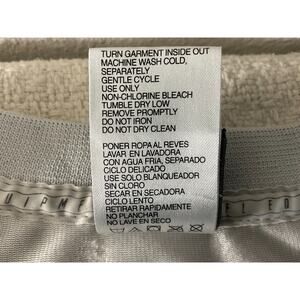 TURN GARMENT INSIDE OUT
MACHINE WASH COLD,
SEPARATELY
GENTLE CYCLE
USE ONLY
NON-CHLORINE BLEACH
TUMBLE DRY LOW
REMOVE PROMPTLY
DO NOT IRON
DO NOT DRY CLEAN
PONER ROPA AL REVES
LAVAR EN LAVADORA
CON AGUA FRIA, SEPARADO
CICLO DELICADO
USE SOLO BLANQUEADOR
SIN CLORO
SECAR EN SECADORA
CICLO LENTO
RETIRAR RAPIDAMENTE
NO PLANCHAR
NO LAVE EN SECO